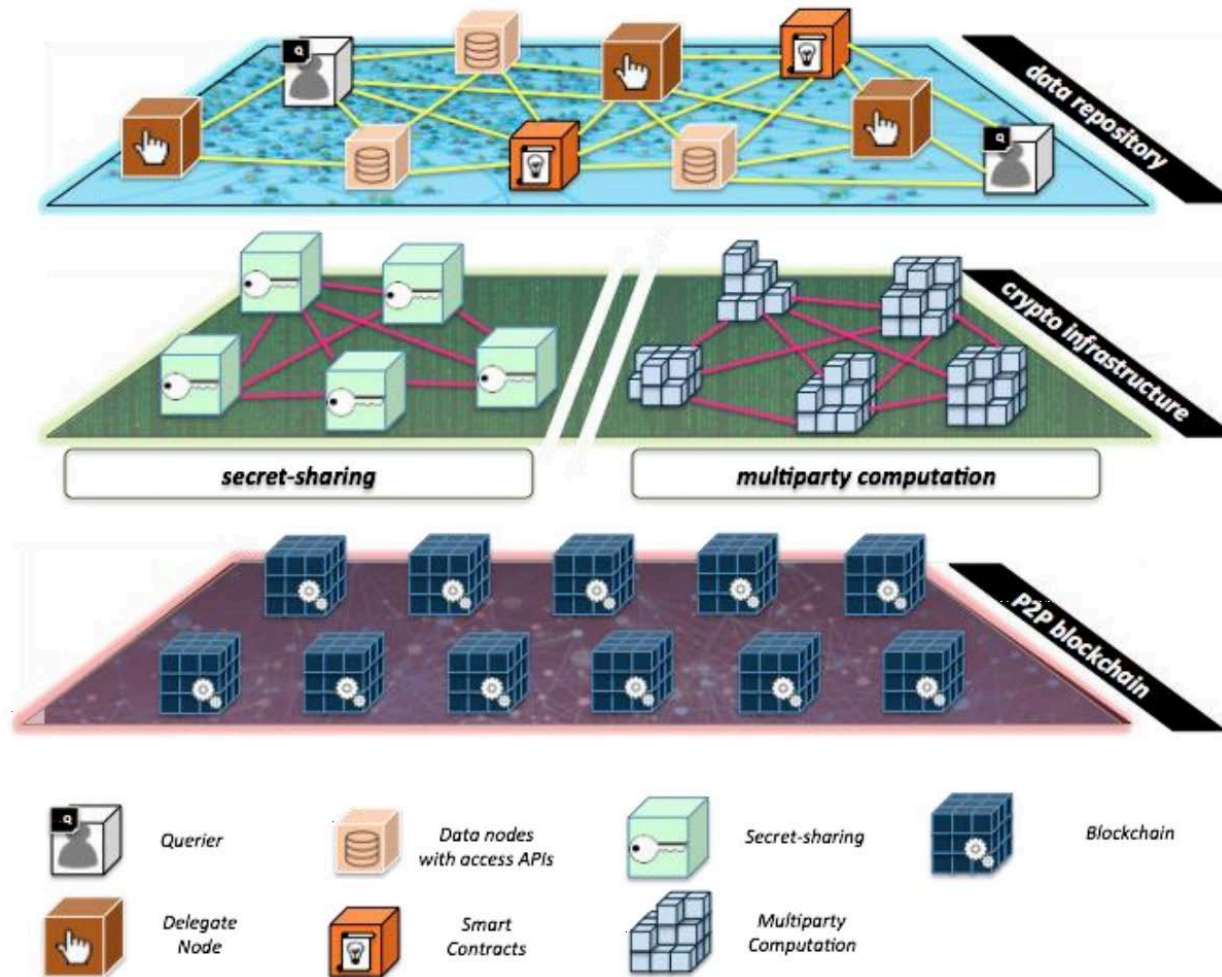 Q
data repository
Q
crypto infrastructure
secret-sharing
multiparty computation
P2P blockchain
Q
Querier
Data nodes
with access APIs
Secret-sharing
Blockchain
Delegate
Node
Smart
Contracts
Multiparty
Computation